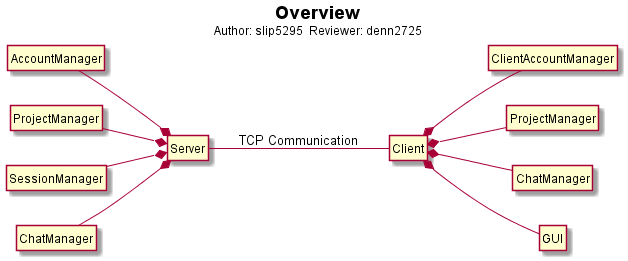 Overview
Author: slip5295  Reviewer: denn2725
AccountManager
ProjectManager
SessionManager
ChatManager
Server
TCP Communication
Client
ClientAccountManager
ProjectManager
ChatManager
GUI